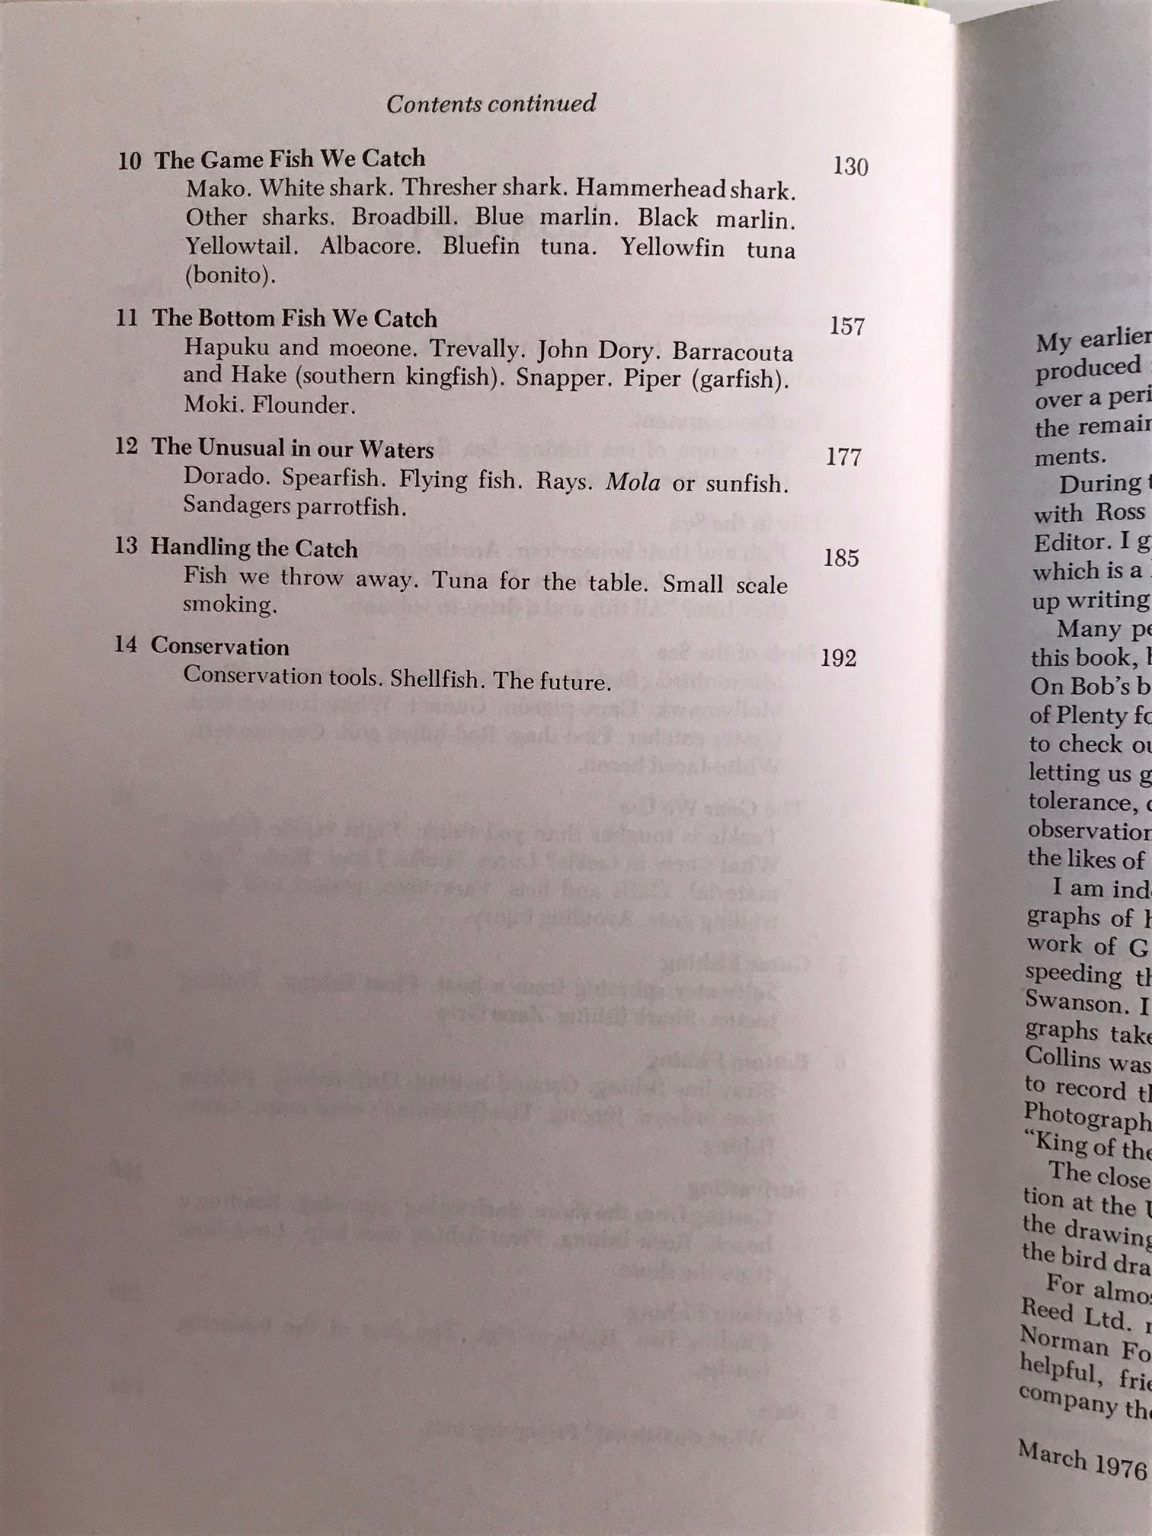 Contents continued
10 The Game Fish We Catch 130
Mako. White shark. Thresher shark. Hammerhead shark.
Other sharks. Broadbill. Blue marlin. Black marlin.
Yellowtail. Albacore. Bluefin tuna. Yellowfin tuna
(bonito).
11 The Bottom Fish We Catch 157
Hapuku and moeone. Trevally. John Dory. Barracouta
and Hake (southern kingfish). Snapper. Piper (garfish).
Moki. Flounder.
12 The Unusual in our Waters 177
Dorado. Spearfish. Flying fish. Rays. Mola or sunfish.
Sandagers parrotfish.
13 Handling the Catch 185
Fish we throw away. Tuna for the table. Small scale
smoking.
14 Conservation 192
Conservation tools. Shellfish. The future.
My earlier
produced
over a peri
the remain
ments.
During t
with Ross
Editor. I g
which is a
up writing
Many pe
this book, b
On Bob's b
of Plenty fo
to check ou
letting us g
tolerance,
observation
the likes of
I am ind
graphs of
work of G
speeding th
Swanson. I
graphs take
Collins was
to record th
Photograph
"King of the
The close
tion at the U
the drawing
the bird dra
For almos
Reed Ltd.
Norman Fo
helpful, frie
company the
March 1976